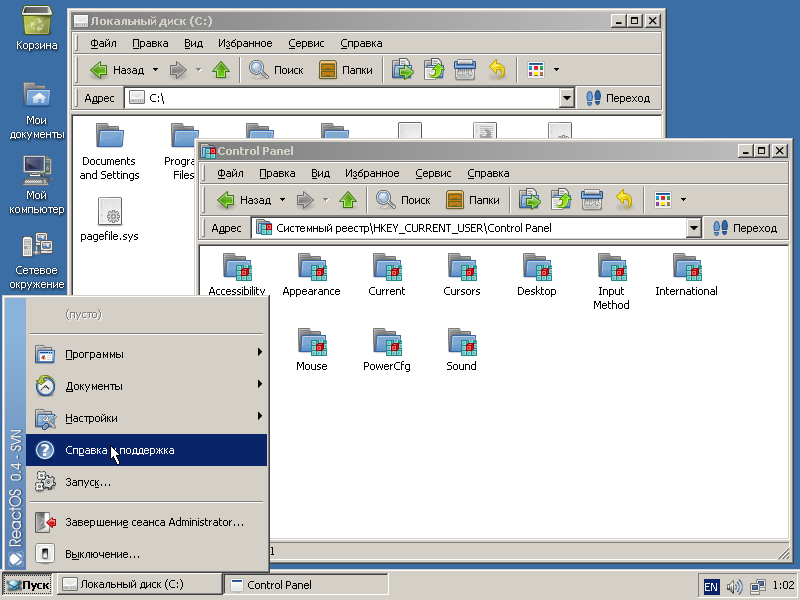 Корзина
Мои
документы
Мой
компьютер
Сетевое
окружение
Локальный диск (C:)
Файл Правка Вид Избранное Сервис Справка
Назад Поиск Папки
Адрес C:\ Переход
Documents
and Settings
Progra
Files
pagefile.sys
Control Panel
Файл Правка Вид Избранное Сервис Справка
Назад Поиск Папки
Адрес Системный реестр\HKEY_CURRENT_USER\Control Panel Переход
Accessibility Appearance Current Cursors Desktop Input
Method International
Mouse PowerCfg Sound
1
(пусто)
Программы
Документы
Настройки
Справка и поддержка
Запуск...
Завершение сеанса Administrator...
Выключение...
ReactOS 0.4 - SVN
Пуск Локальный диск (C:) Control Panel EN 1:02